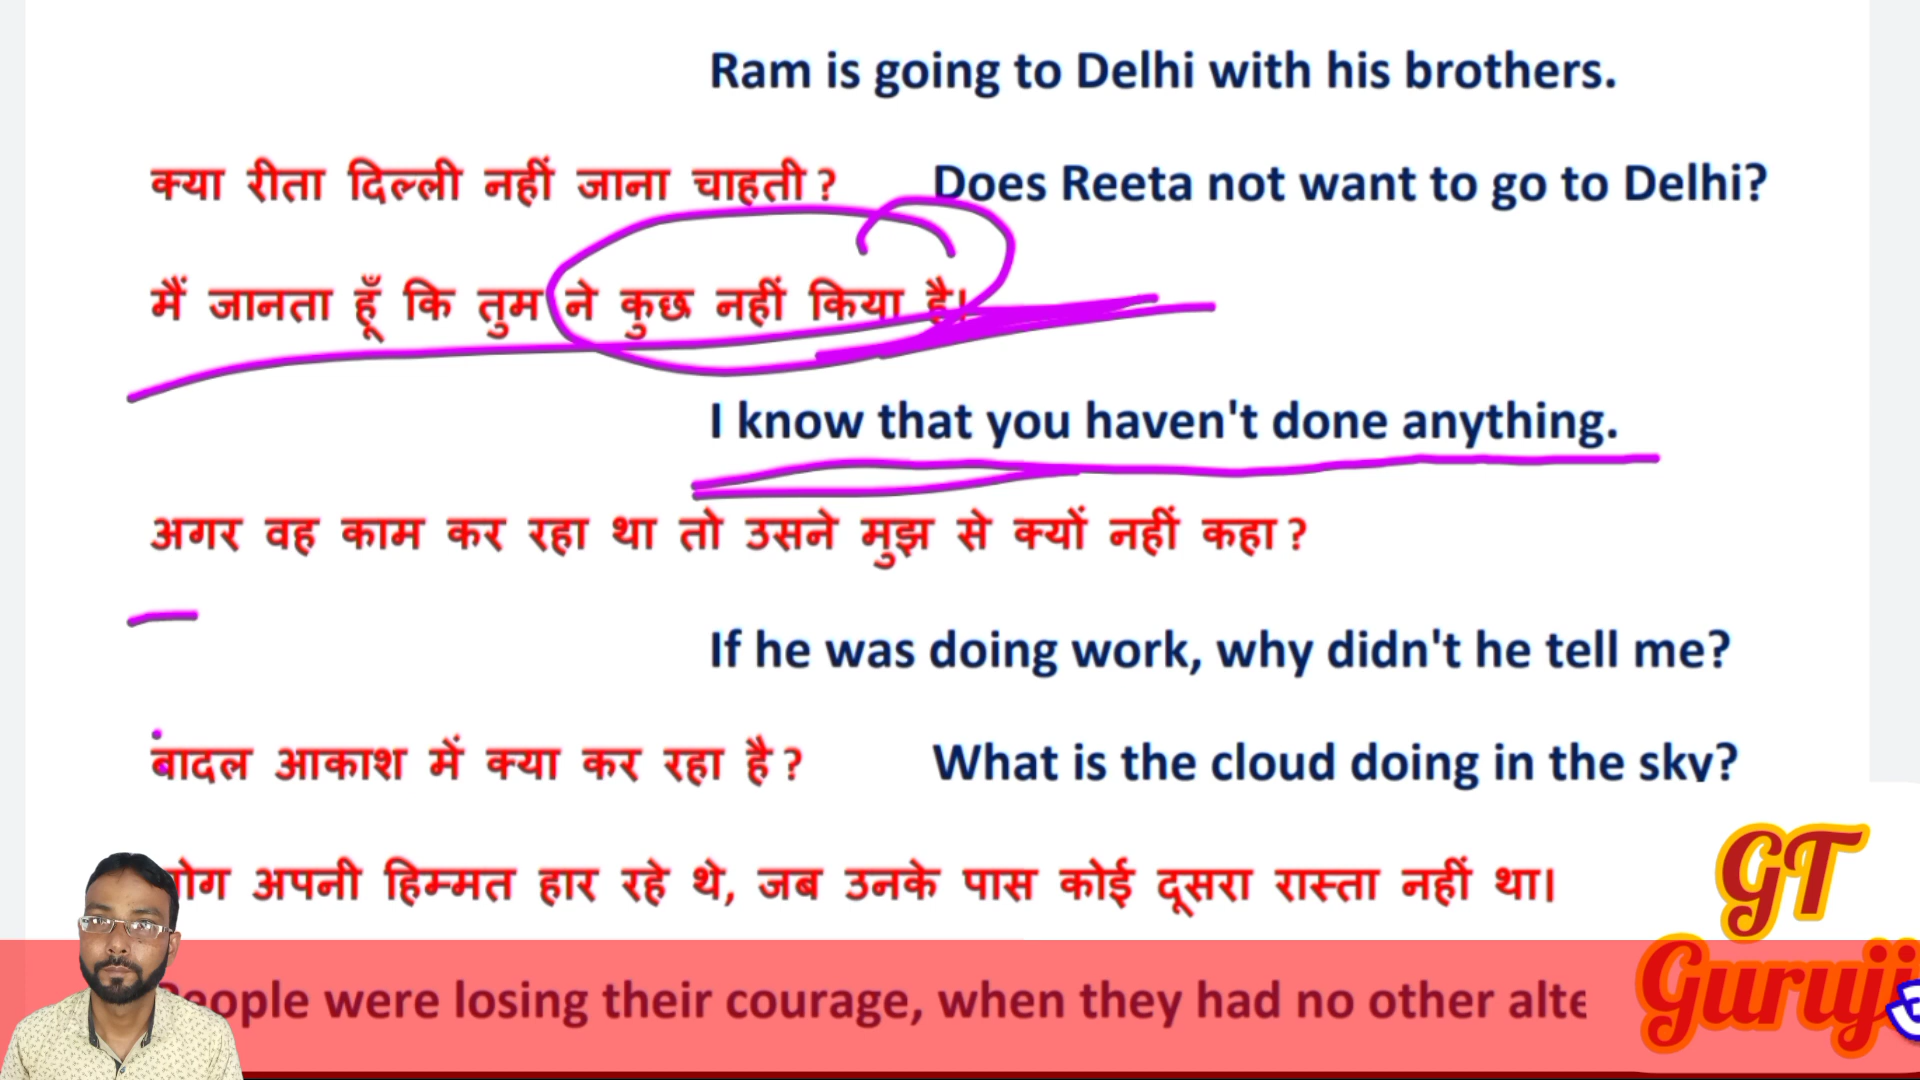 Ram is going to Delhi with his brothers.
क्या रीता दिल्ली नहीं जाना चाहती ? Does Reeta not want to go to Delhi?
मैं जानता हूँ कि तुम ने कुछ नहीं किया है।
I know that you haven't done anything.
अगर वह काम कर रहा था तो उसने मुझ से क्यों नहीं कहा ?
If he was doing work, why didn't he tell me?
बादल आकाश में क्या कर रहा है ? What is the cloud doing in the sky?
अपनी हिम्मत हार रहे थे, जब उनके पास कोई दूसरा रास्ता नहीं था।
People were losing their courage, when they had no other
GT
Guruji